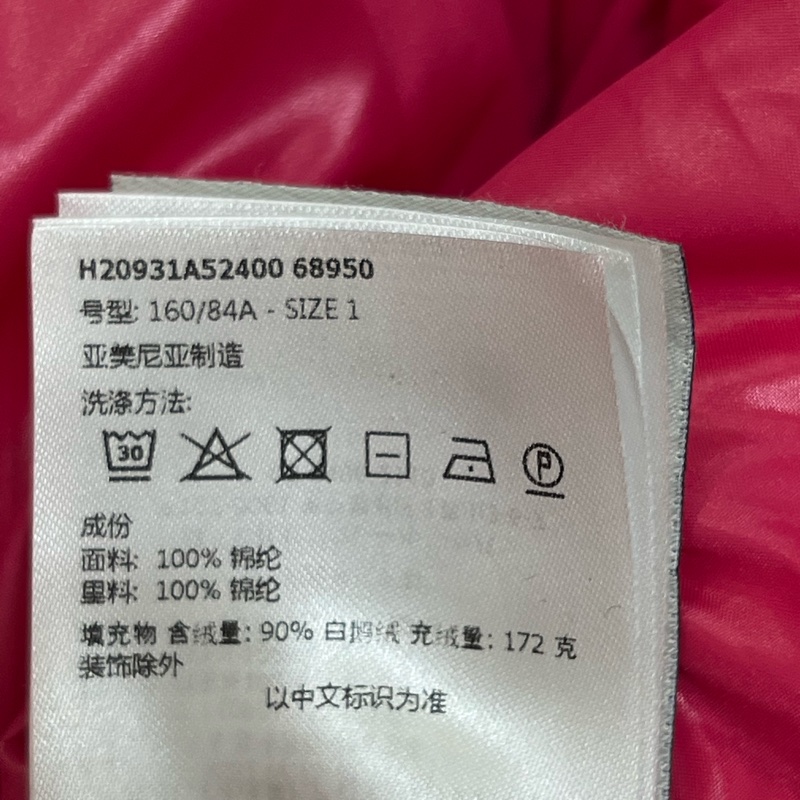 H20931A52400 68950
号型: 160/84A - SIZE 1
亚美尼亚制造
洗涤方法:
30
P
成份
面料: 100% 锦纶
里料: 100% 锦纶
填充物 含绒量: 90% 白鹅绒 充绒量: 172 克
装饰除外
以中文标识为准